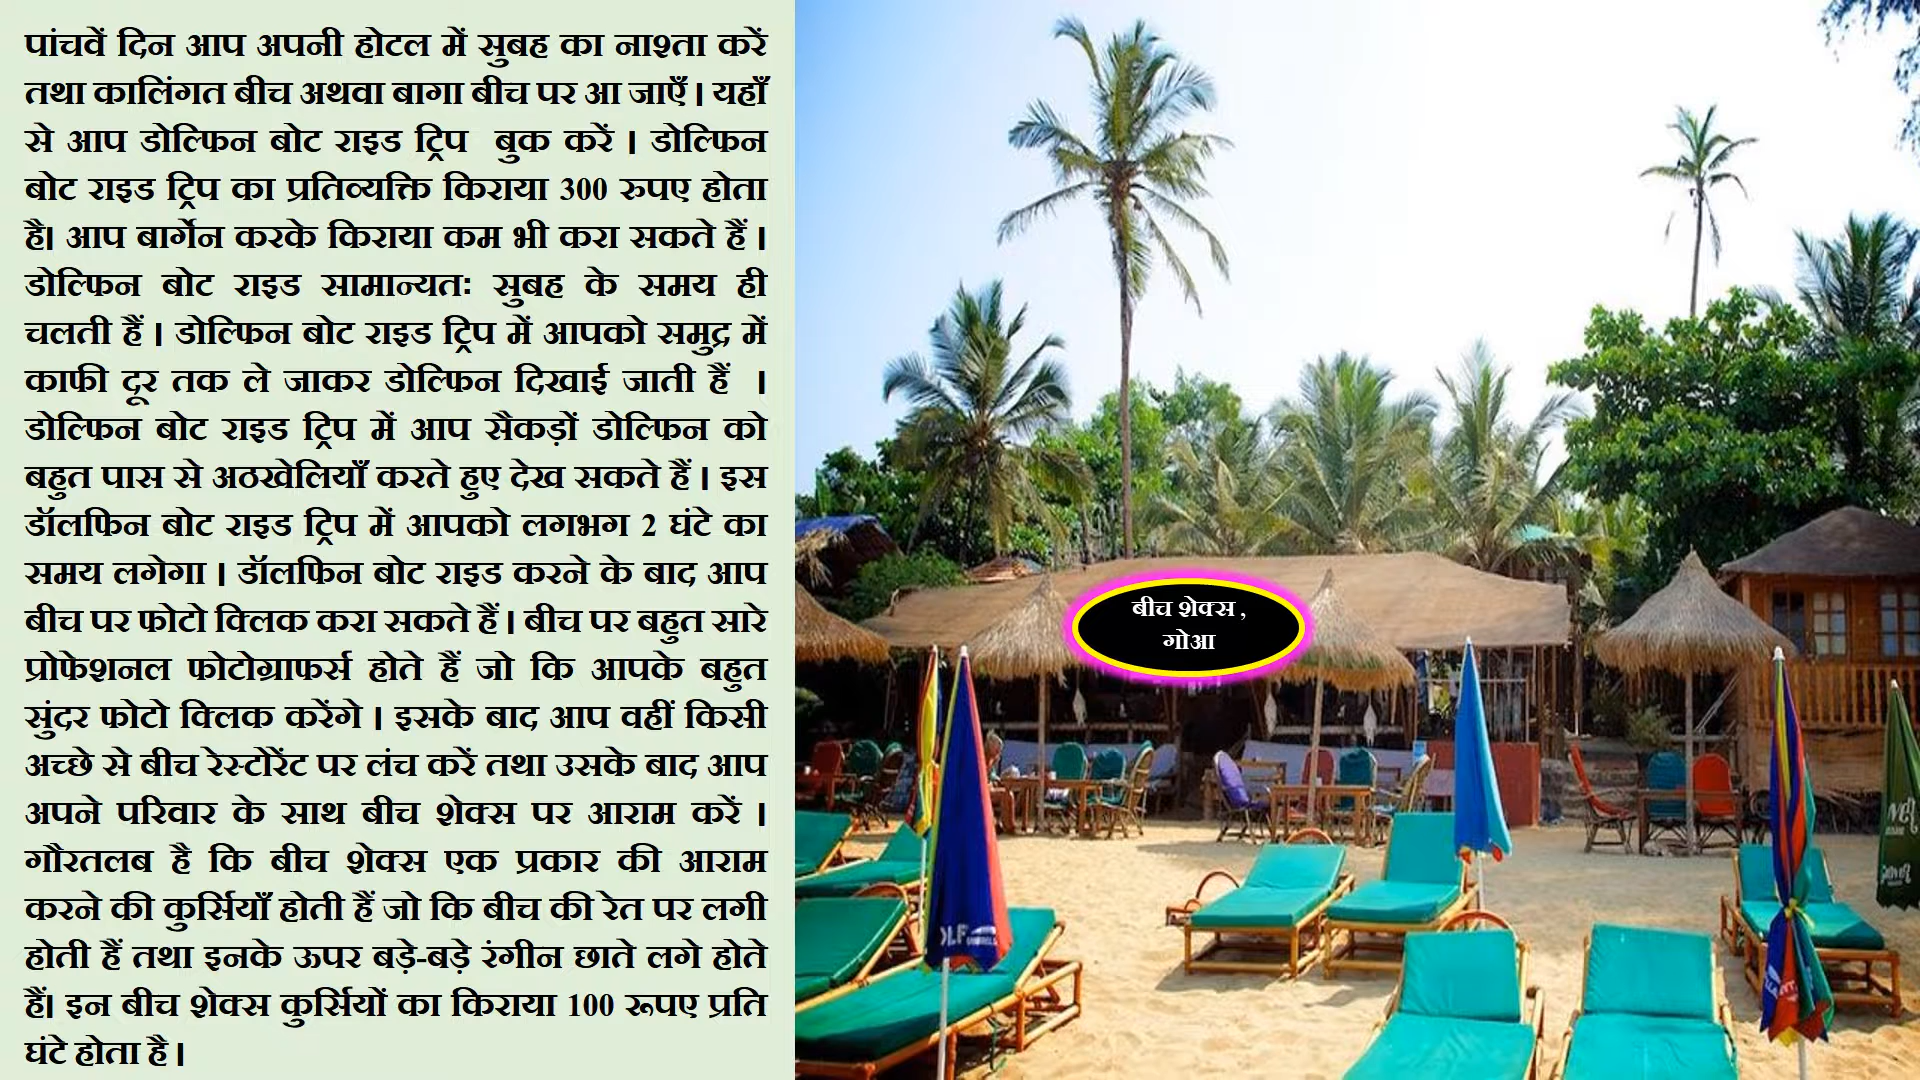 पांचवें दिन आप अपनी होटल में सुबह का नाश्ता करें
तथा कालिंगत बीच अथवा बागा बीच पर आ जाएँ । यहाँ
से आप डोल्फिन बोट राइड ट्रिप बुक करें । डोल्फिन
बोट राइड ट्रिप का प्रतिव्यक्ति किराया 300 रुपए होता
है। आप बार्गेन करके किराया कम भी करा सकते हैं ।
डोल्फिन बोट राइड सामान्यतः सुबह के समय ही
चलती हैं । डोल्फिन बोट राइड ट्रिप में आपको समुद्र में
काफी दूर तक ले जाकर डोल्फिन दिखाई जाती हैं ।
डोल्फिन बोट राइड ट्रिप में आप सैकड़ों डोल्फिन को
बहुत पास से अठखेलियाँ करते हुए देख सकते हैं । इस
डॉलफिन बोट राइड ट्रिप में आपको लगभग 2 घंटे का
समय लगेगा । डॉलफिन बोट राइड करने के बाद आप
बीच पर फोटो क्लिक करा सकते हैं । बीच पर बहुत सारे
प्रोफेशनल फोटोग्राफर्स होते हैं जो कि आपके बहुत
सुंदर फोटो क्लिक करेंगे । इसके बाद आप वहीं किसी
अच्छे से बीच रेस्टोरेंट पर लंच करें तथा उसके बाद आप
अपने परिवार के साथ बीच शेक्स पर आराम करें ।
गौरतलब है कि बीच शेक्स एक प्रकार की आराम
करने की कुर्सियाँ होती हैं जो कि बीच की रेत पर लगी
होती हैं तथा इनके ऊपर बड़े-बड़े रंगीन छाते लगे होते
हैं। इन बीच शेक्स कुर्सियों का किराया 100 रूपए प्रति
घंटे होता है ।
बीच शेक्स ,
गोआ